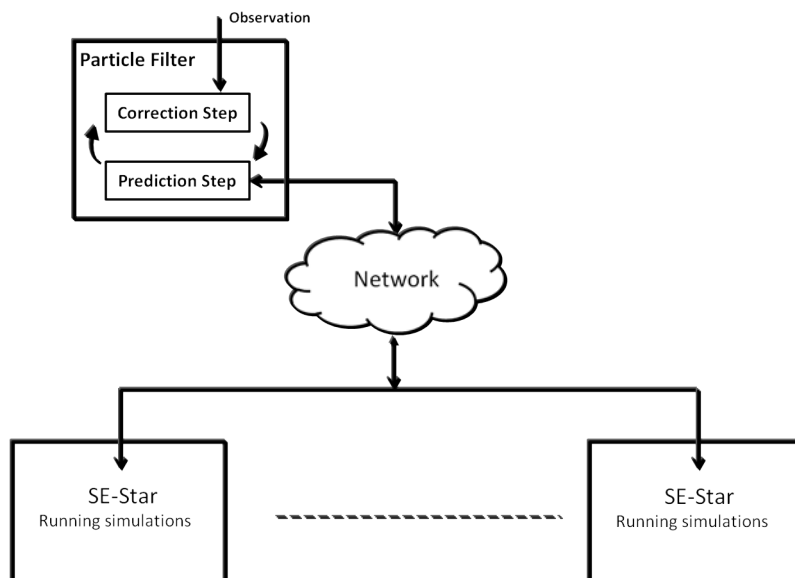 Observation
Particle Filter
Correction Step
Prediction Step
Network
SE-Star
Running simulations
SE-Star
Running simulations